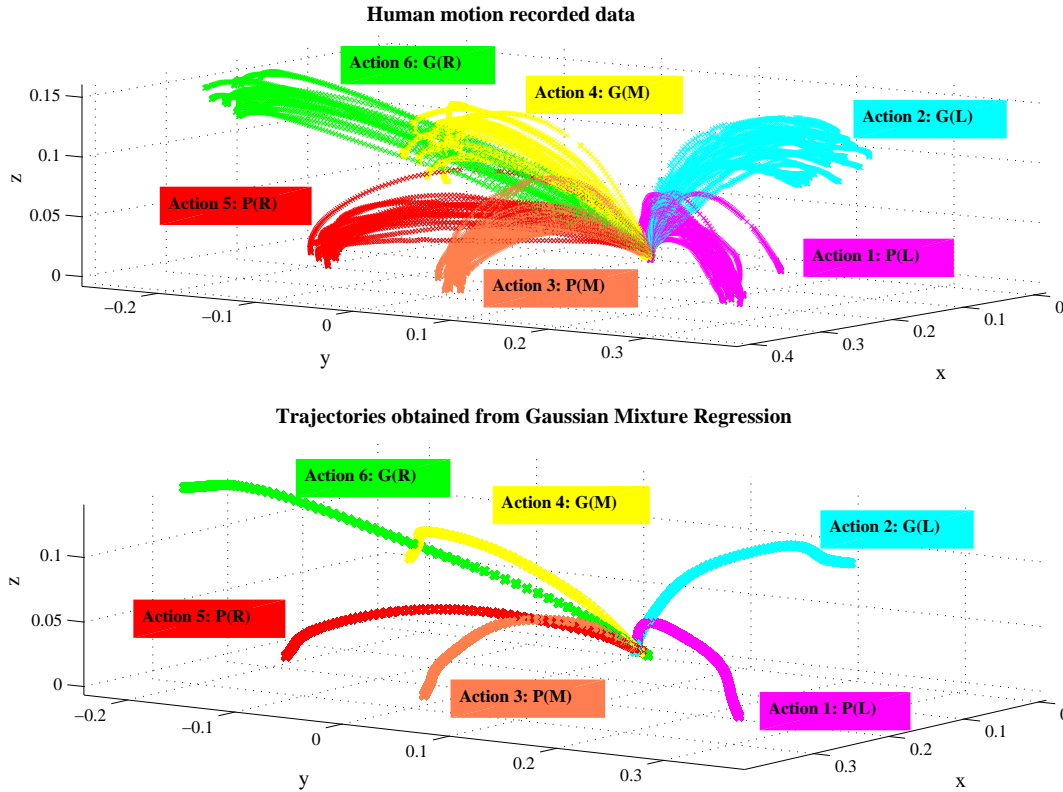 Human motion recorded data
Action 6: G(R)
Action 4: G(M)
Action 2: G(L)
Action 5: P(R)
Action 3: P(M)
Action 1: P(L)
0.15
0.1
0.05
0
z
−0.2
−0.1
0
0.1
0.2
0.3
y
0.4
0.3
0.2
0.1
0
x
Trajectories obtained from Gaussian Mixture Regression
Action 6: G(R)
Action 4: G(M)
Action 2: G(L)
Action 5: P(R)
Action 3: P(M)
Action 1: P(L)
0.1
0.05
0
z
−0.2
−0.1
0
0.1
0.2
0.3
y
0.3
0.2
0.1
0
x